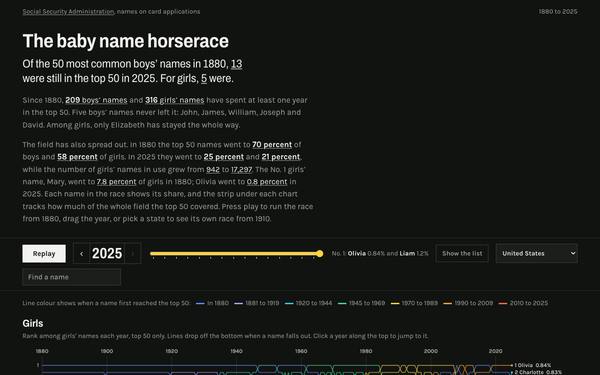 Social Security Administration, names on card applications
1880 to 2025
The baby name horserace
Of the 50 most common boys' names in 1880, 13
were still in the top 50 in 2025. For girls, 5 were.
Since 1880, 209 boys' names and 316 girls' names have spent at least one year
in the top 50. Five boys' names never left it: John, James, William, Joseph and
David. Among girls, only Elizabeth has stayed the whole way.
The field has also spread out. In 1880 the top 50 names went to 70 percent of
boys and 58 percent of girls. In 2025 they went to 25 percent and 21 percent,
while the number of girls' names in use grew from 942 to 17,297. The No. 1 girls'
name, Mary, went to 7.8 percent of girls in 1880; Olivia went to 0.8 percent in
2025. Each name in the race shows its share, and the strip under each chart
tracks how much of the whole field the top 50 covered. Press play to run the race
from 1880, drag the year, or pick a state to see its own race from 1910.
Replay
‹ 2025 ›
No. 1: Olivia 0.84% and Liam 1.2%
Show the list
United States
Find a name
Line colour shows when a name first reached the top 50:
In 1880
1881 to 1919
1920 to 1944
1945 to 1969
1970 to 1989
1990 to 2009
2010 to 2025
Girls
Rank among girls' names each year, top 50 only. Lines drop off the bottom when a name falls out. Click a year along the top to jump to it.
1880 1900 1920 1940 1960 1980 2000 2020
1
1 Olivia 0.84%
2 Charlotte 0.83%